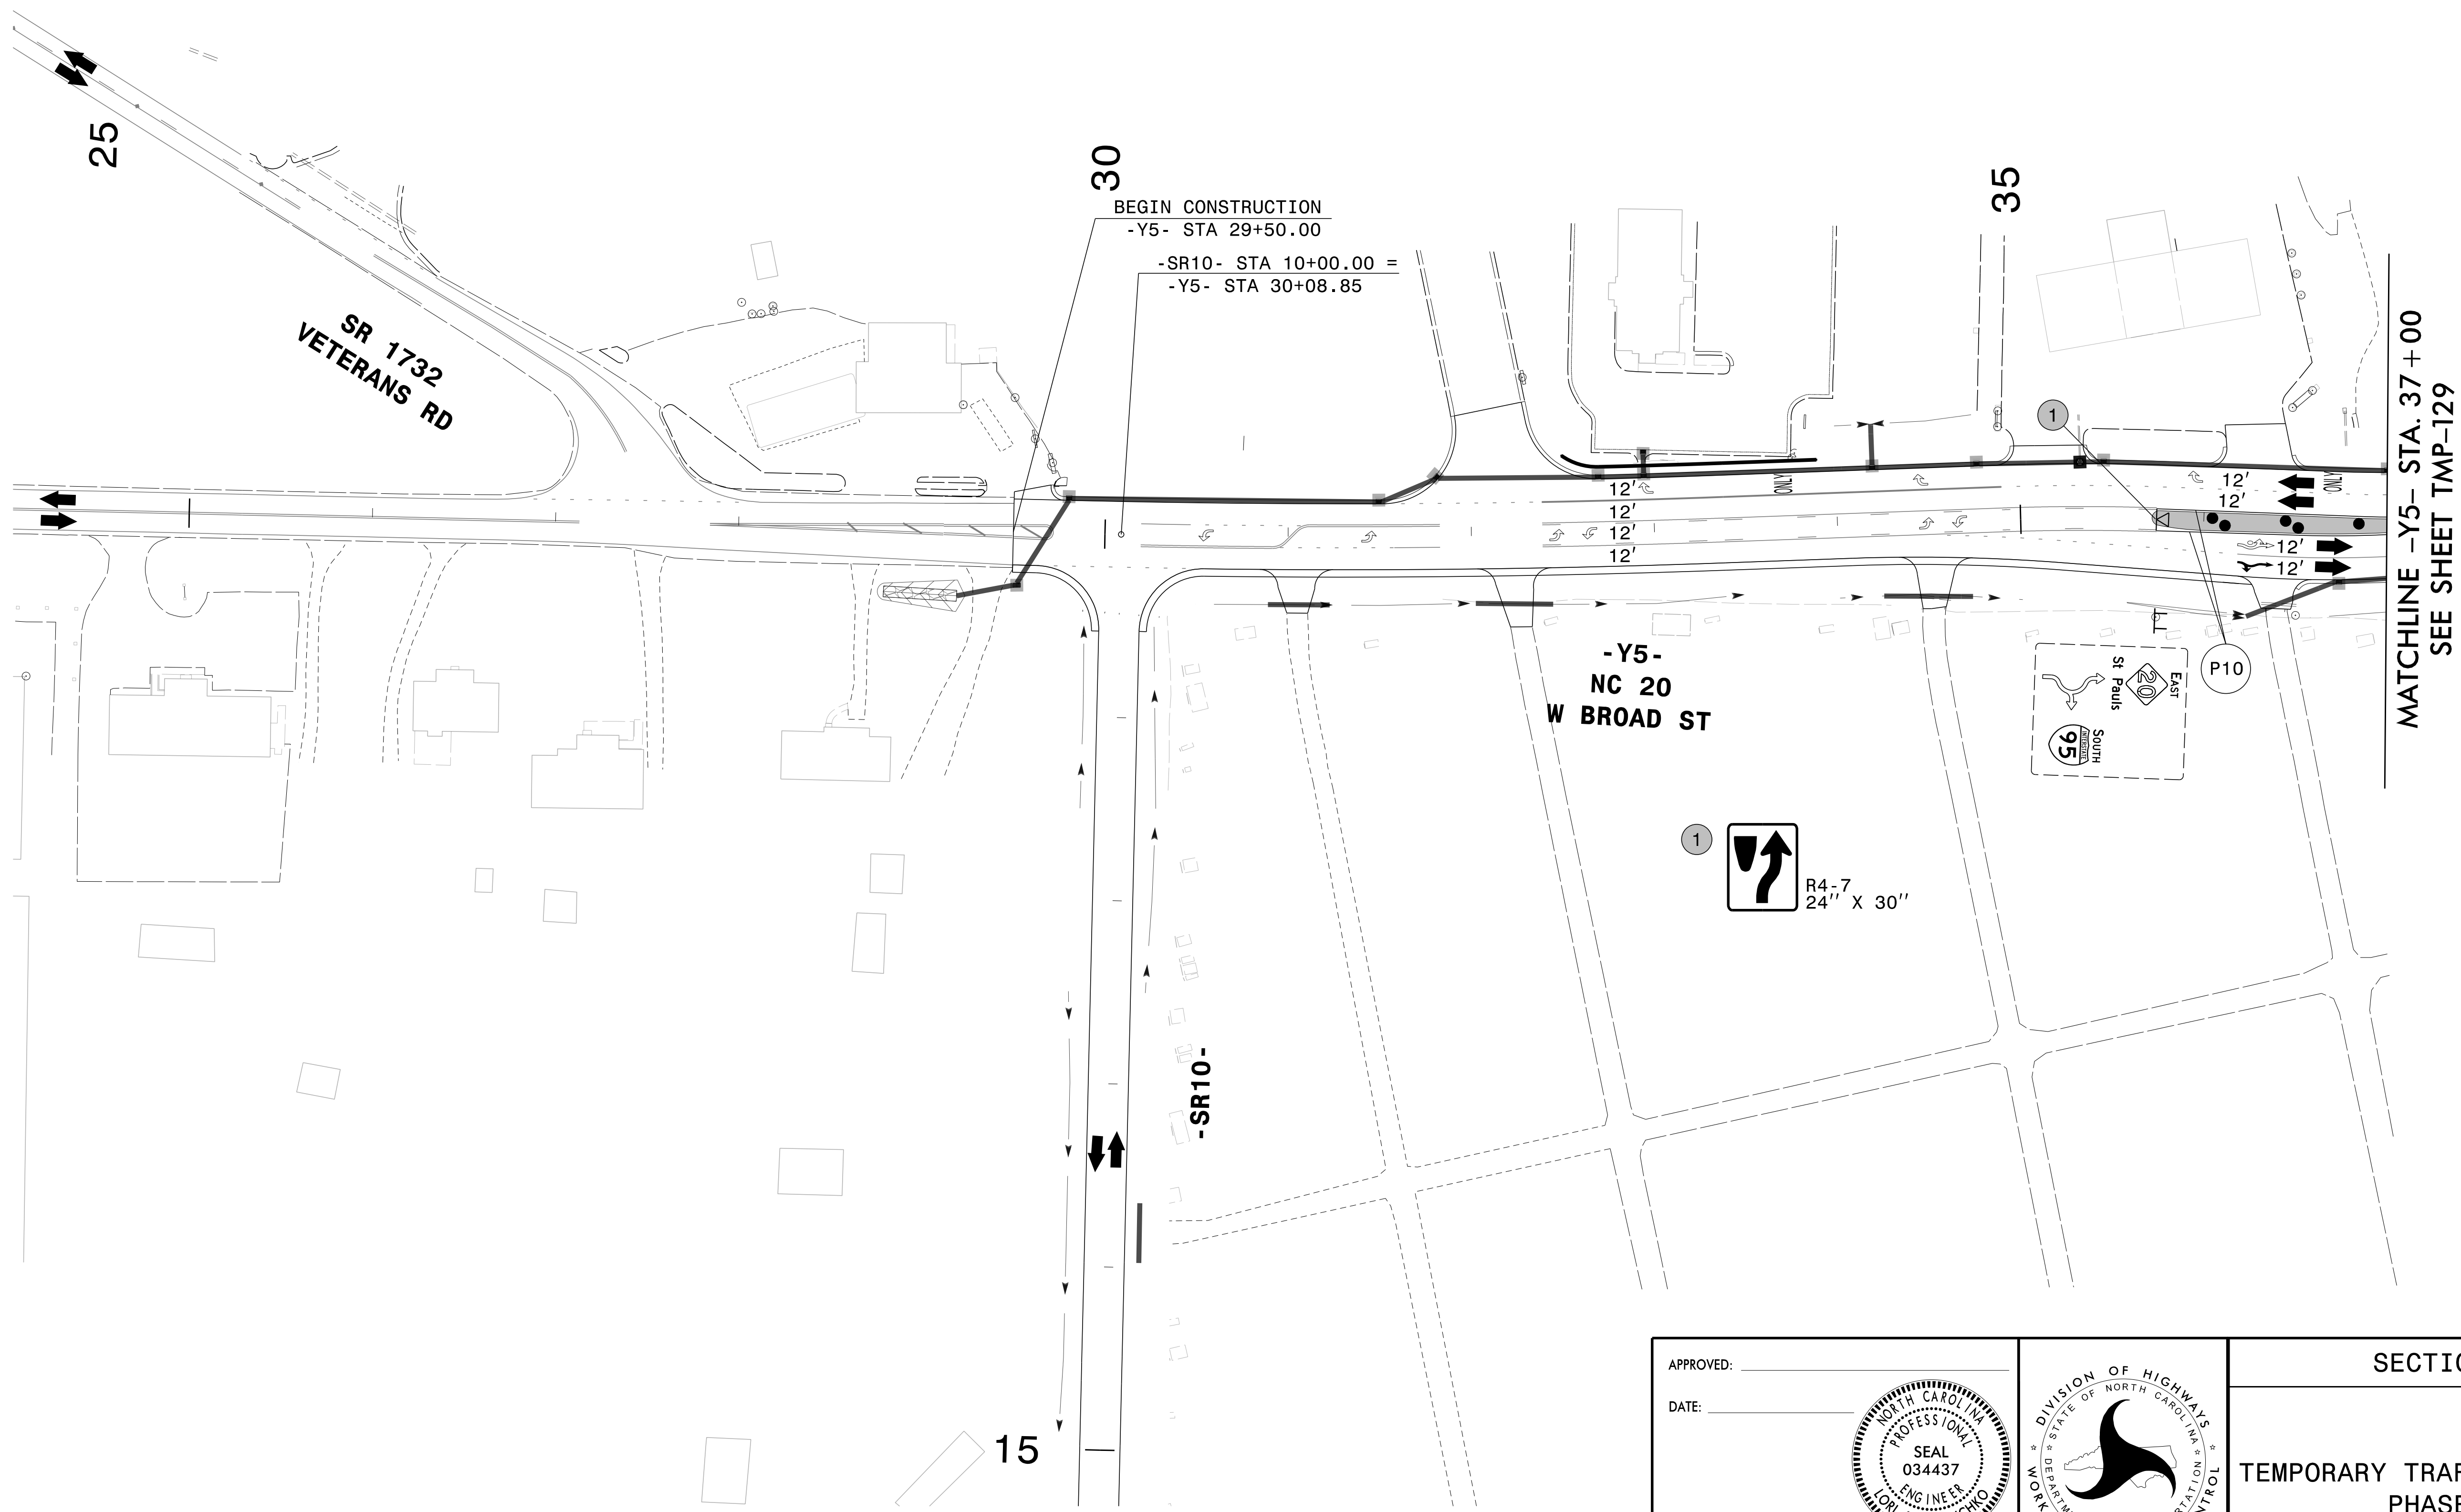 25
30
35
BEGIN CONSTRUCTION
-Y5- STA 29+50.00
-SR10- STA 10+00.00 =
-Y5- STA 30+08.85
SR 1732
VETERANS RD
MATCHLINE -Y5- STA. 37+00
SEE SHEET TMP-129
1
ONLY
ONLY
12'
12'
12'
12'
12'
12'
12'
12'
P10
-Y5-
NC 20
W BROAD ST
EAST
20
St Pauls
SOUTH
INTERSTATE
95
1
R4-7
24" X 30"
-SR10-
15
APPROVED:
DATE:
NORTH CAROLINA
PROFESSIONAL
SEAL
034437
ENGINEER
DIVISION OF HIGHWAYS
STATE OF NORTH CAROLINA
SECTIO
TEMPORARY TRAF
PHASE